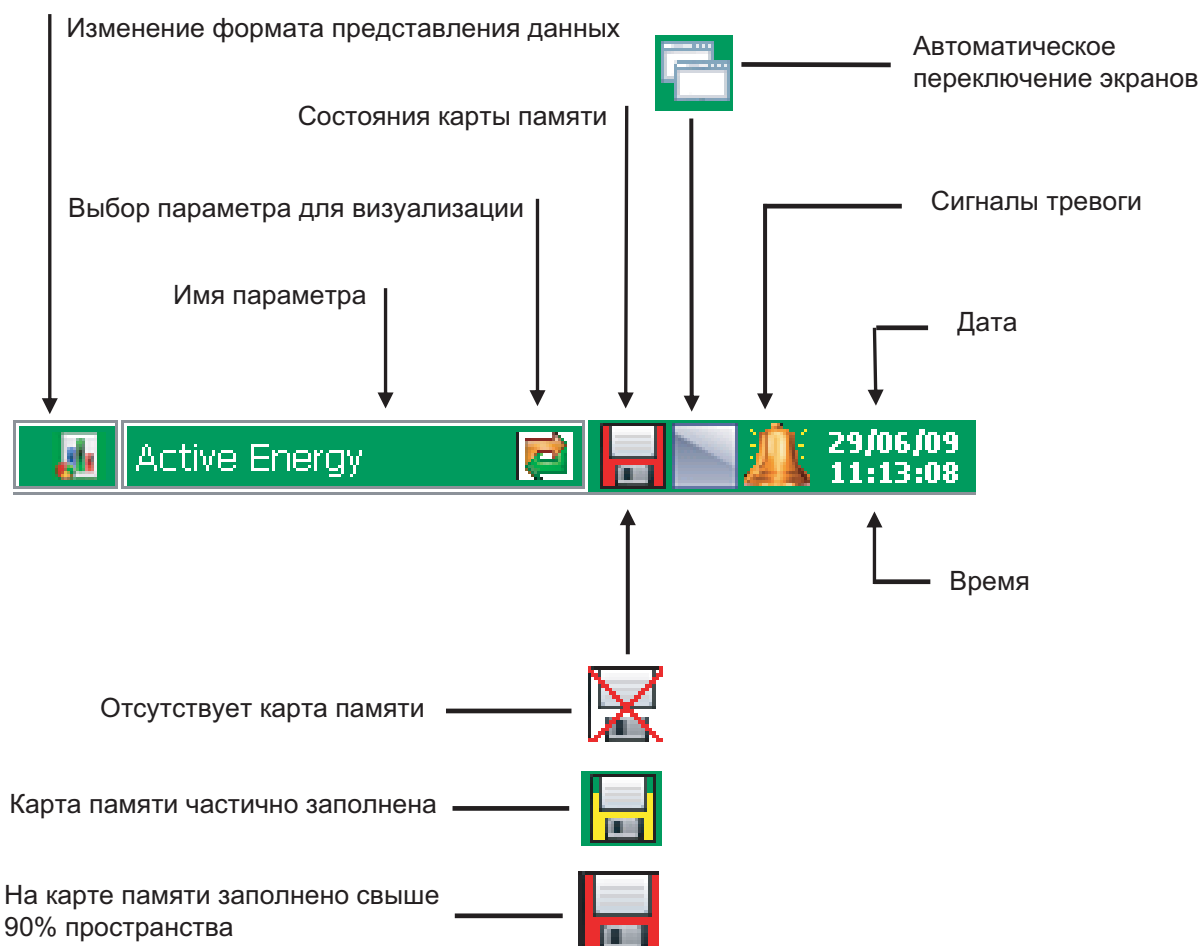 Изменение формата представления данных
Автоматическое
переключение экранов
Состояния карты памяти
Выбор параметра для визуализации
Сигналы тревоги
Имя параметра
Дата
Active Energy
29/06/09
11:13:08
Время
Отсутствует карта памяти
Карта памяти частично заполнена
На карте памяти заполнено свыше
90% пространства